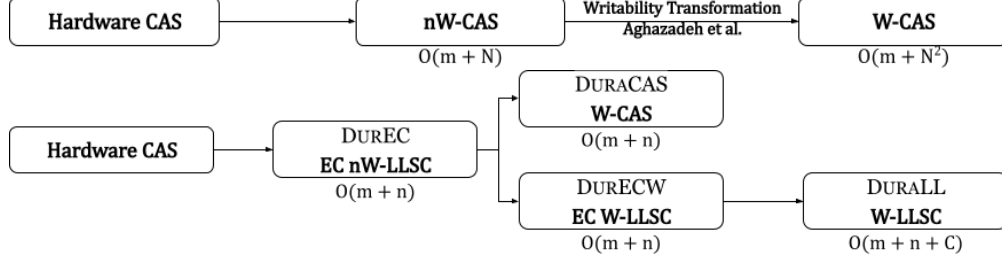 Hardware CAS
nW-CAS
O(m + N)
Writability Transformation
Aghazadeh et al.
W-CAS
O(m + N²)
Hardware CAS
DUREC
EC nW-LLSC
O(m + n)
DURACAS
W-CAS
O(m + n)
DURECW
EC W-LLSC
O(m + n)
DURALL
W-LLSC
O(m + n + C)